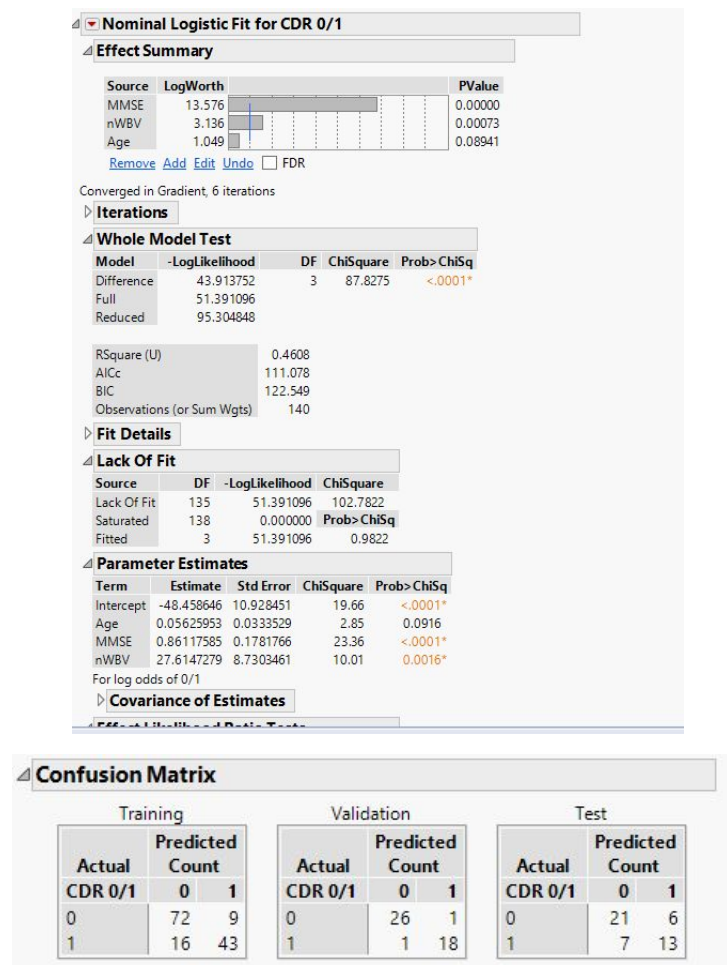 Nominal Logistic Fit for CDR 0/1
Effect Summary
Source LogWorth PValue
MMSE 13.576 0.00000
nWBV 3.136 0.00073
Age 1.049 0.08941
Remove Add Edit Undo FDR
Converged in Gradient, 6 iterations
Iterations
Whole Model Test
Model -LogLikelihood DF ChiSquare Prob>ChiSq
Difference 43.913752 3 87.8275 <.0001*
Full 51.391096
Reduced 95.304848
RSquare (U) 0.4608
AICc 111.078
BIC 122.549
Observations (or Sum Wgts) 140
Fit Details
Lack Of Fit
Source DF -LogLikelihood ChiSquare
Lack Of Fit 135 51.391096 102.7822
Saturated 138 0.000000 Prob>ChiSq
Fitted 3 51.391096 0.9822
Parameter Estimates
Term Estimate Std Error ChiSquare Prob>ChiSq
Intercept -48.458646 10.928451 19.66 <.0001*
Age 0.05625953 0.0333529 2.85 0.0916
MMSE 0.86117585 0.1781766 23.36 <.0001*
nWBV 27.6147279 8.7303461 10.01 0.0016*
For log odds of 0/1
Covariance of Estimates
Effect Likelihood Ratio Tests
Confusion Matrix
Training Validation Test
Predicted Predicted Predicted
Actual Count Actual Count Actual Count
CDR 0/1 0 1 CDR 0/1 0 1 CDR 0/1 0 1
0 72 9 0 26 1 0 21 6
1 16 43 1 1 18 1 7 13